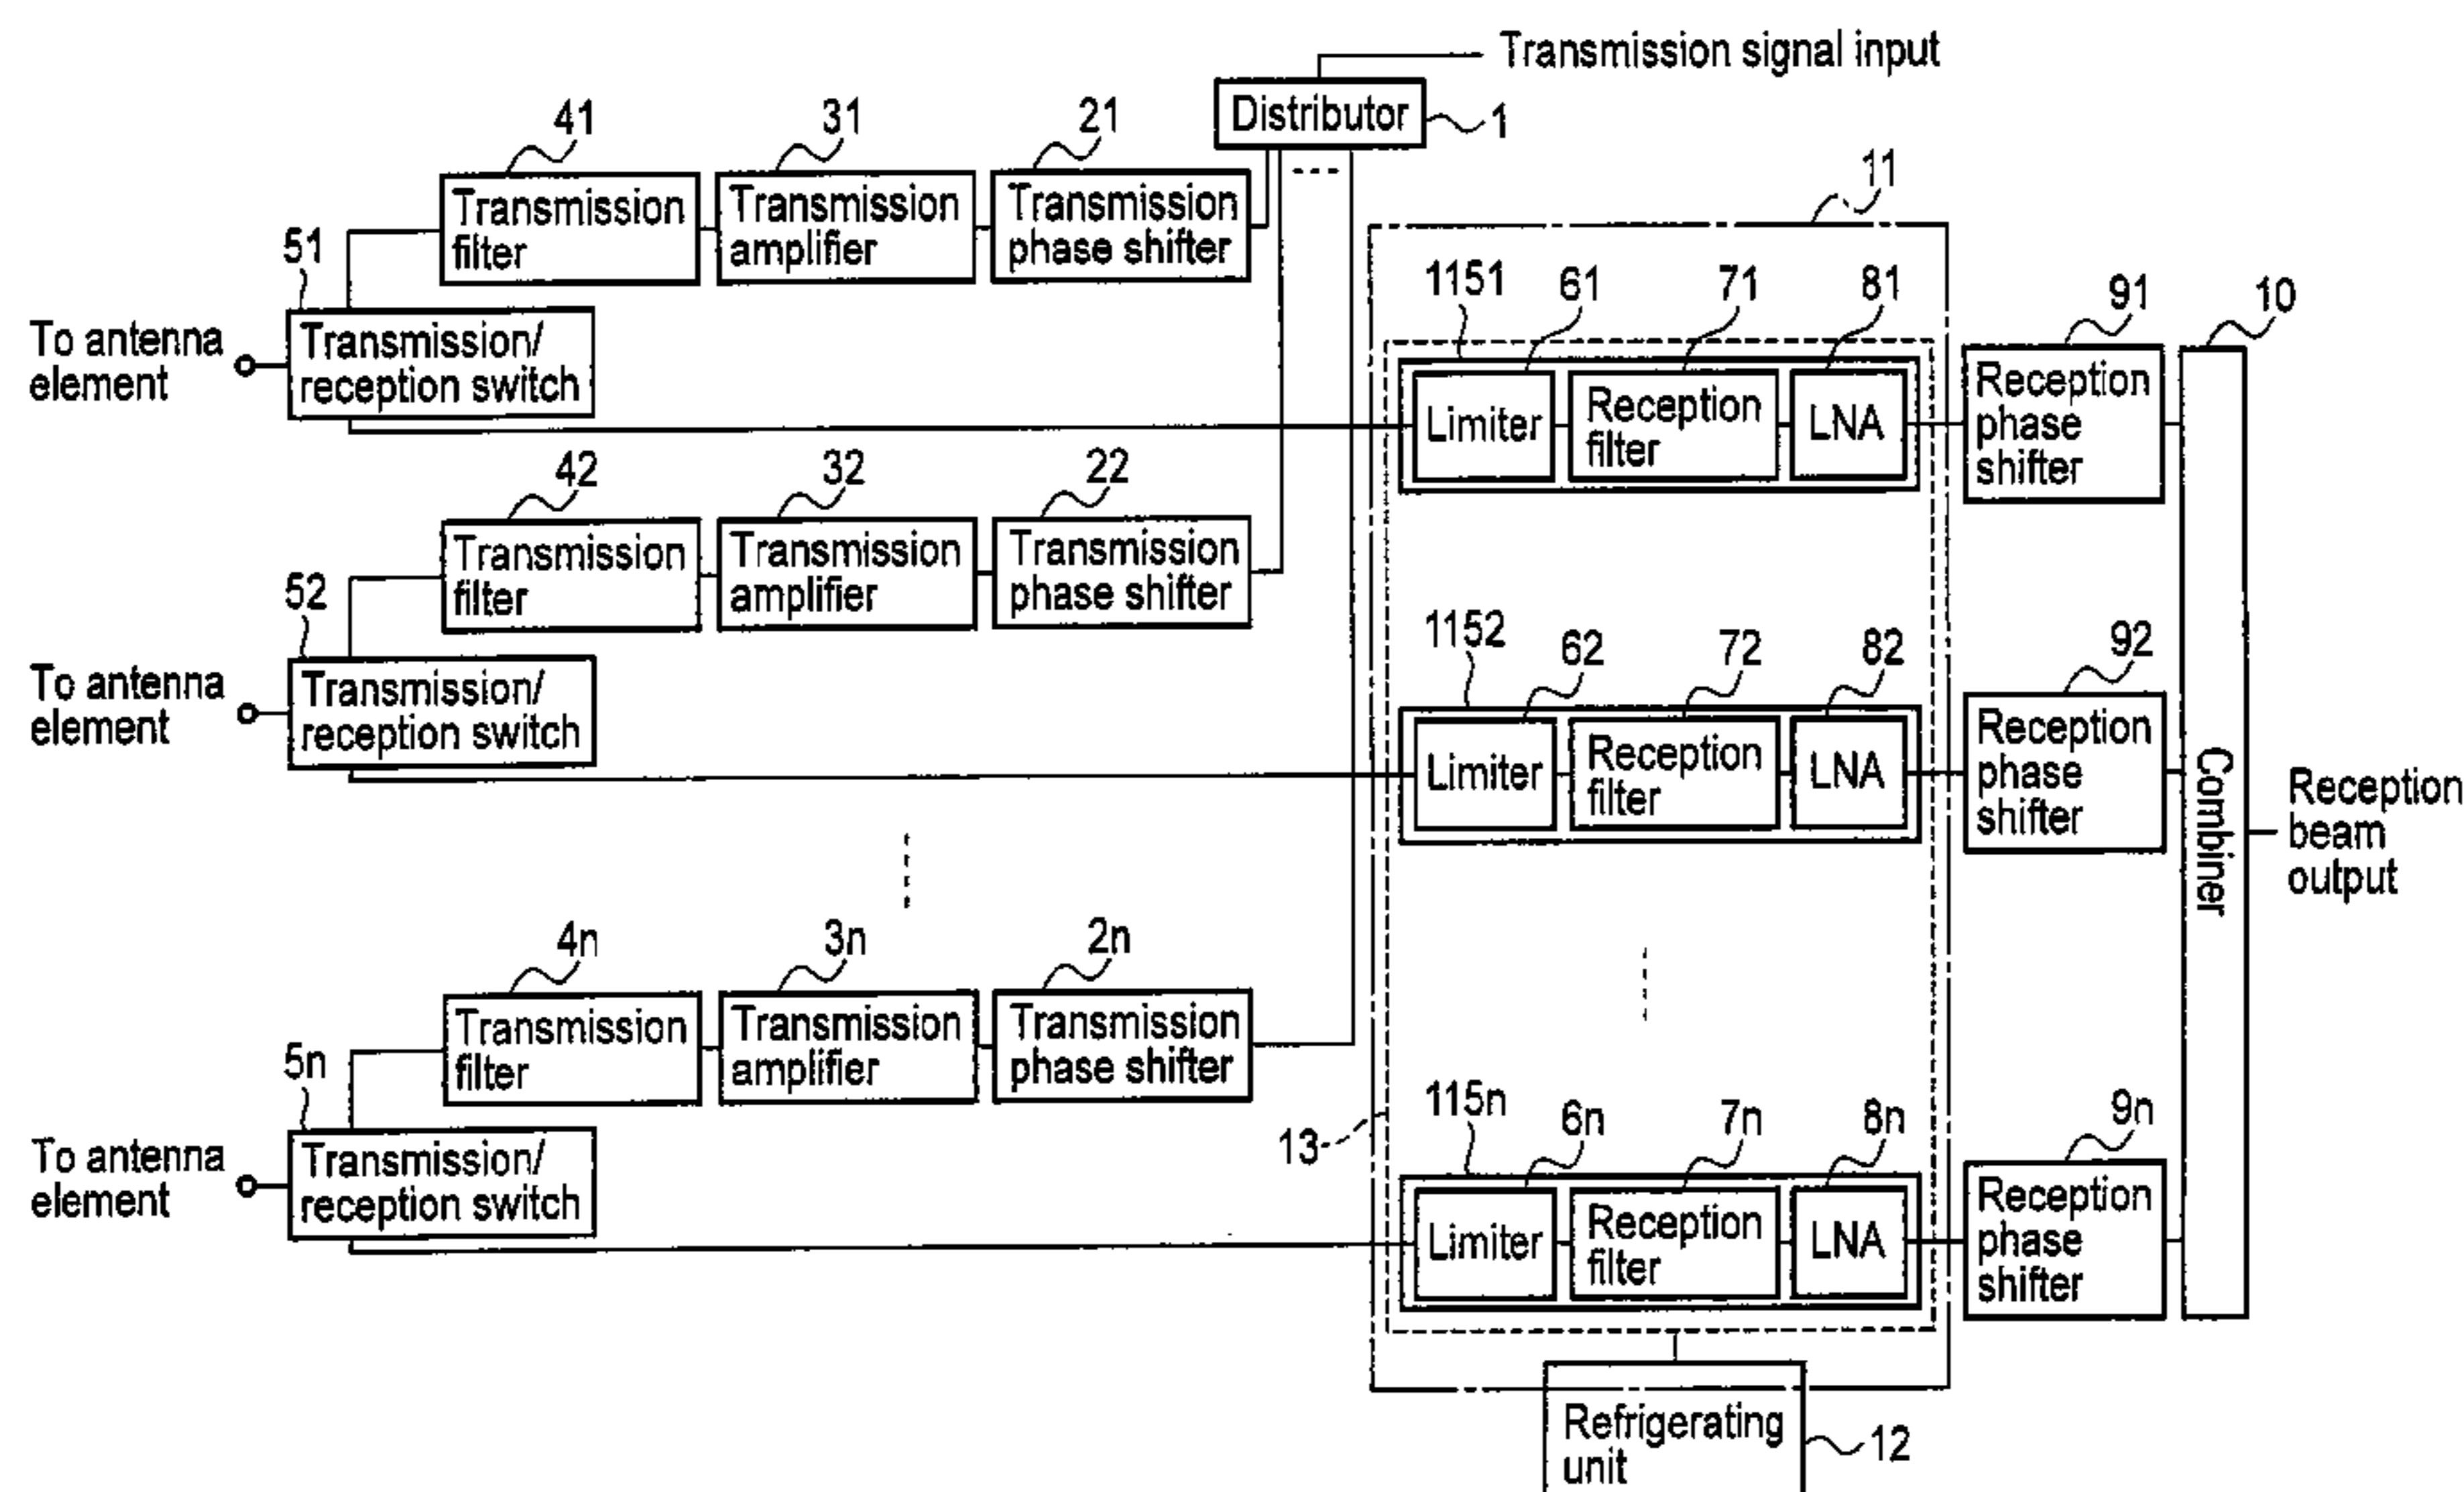 Transmission signal input
Distributor
1
41
31
21
11
Transmission
filter
Transmission
amplifier
Transmission
phase shifter
51
1151
61
71
81
91
10
To antenna
element
Transmission/
reception switch
Limiter
Reception
filter
LNA
Reception
phase
shifter
42
32
22
Transmission
filter
Transmission
amplifier
Transmission
phase shifter
52
1152
62
72
82
92
To antenna
element
Transmission/
reception switch
Limiter
Reception
filter
LNA
Reception
phase
shifter
Combiner
Reception
beam
output
4n
3n
2n
Transmission
filter
Transmission
amplifier
Transmission
phase shifter
5n
13
115n
6n
7n
8n
9n
To antenna
element
Transmission/
reception switch
Limiter
Reception
filter
LNA
Reception
phase
shifter
Refrigerating
unit
12